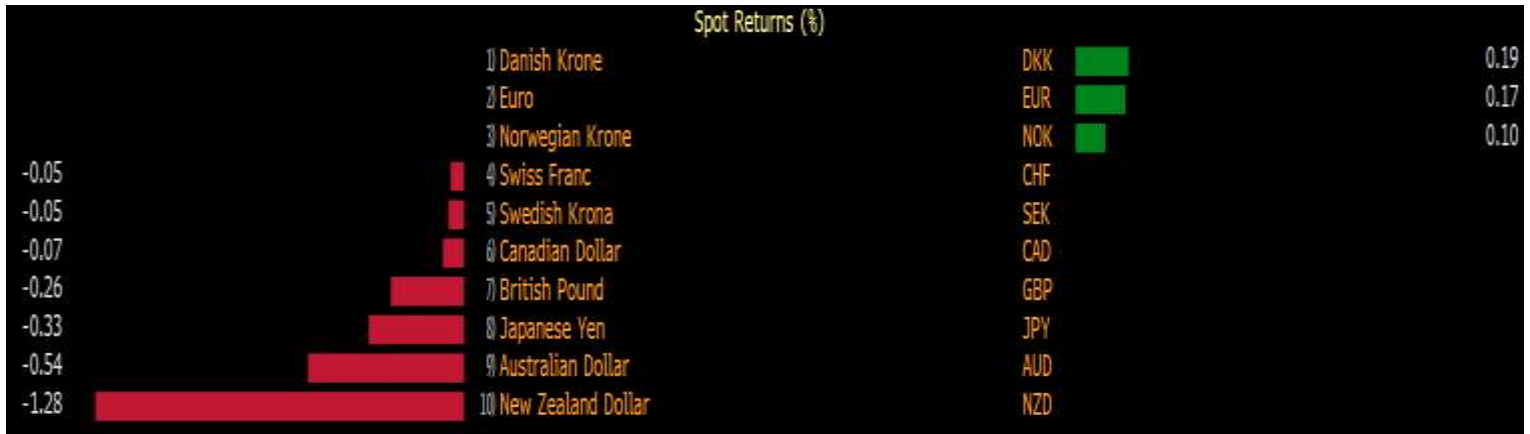 Spot Returns (%)
1) Danish Krone DKK 0.19
2) Euro EUR 0.17
3) Norwegian Krone NOK 0.10
-0.05 4) Swiss Franc CHF
-0.05 5) Swedish Krona SEK
-0.07 6) Canadian Dollar CAD
-0.26 7) British Pound GBP
-0.33 8) Japanese Yen JPY
-0.54 9) Australian Dollar AUD
-1.28 10) New Zealand Dollar NZD